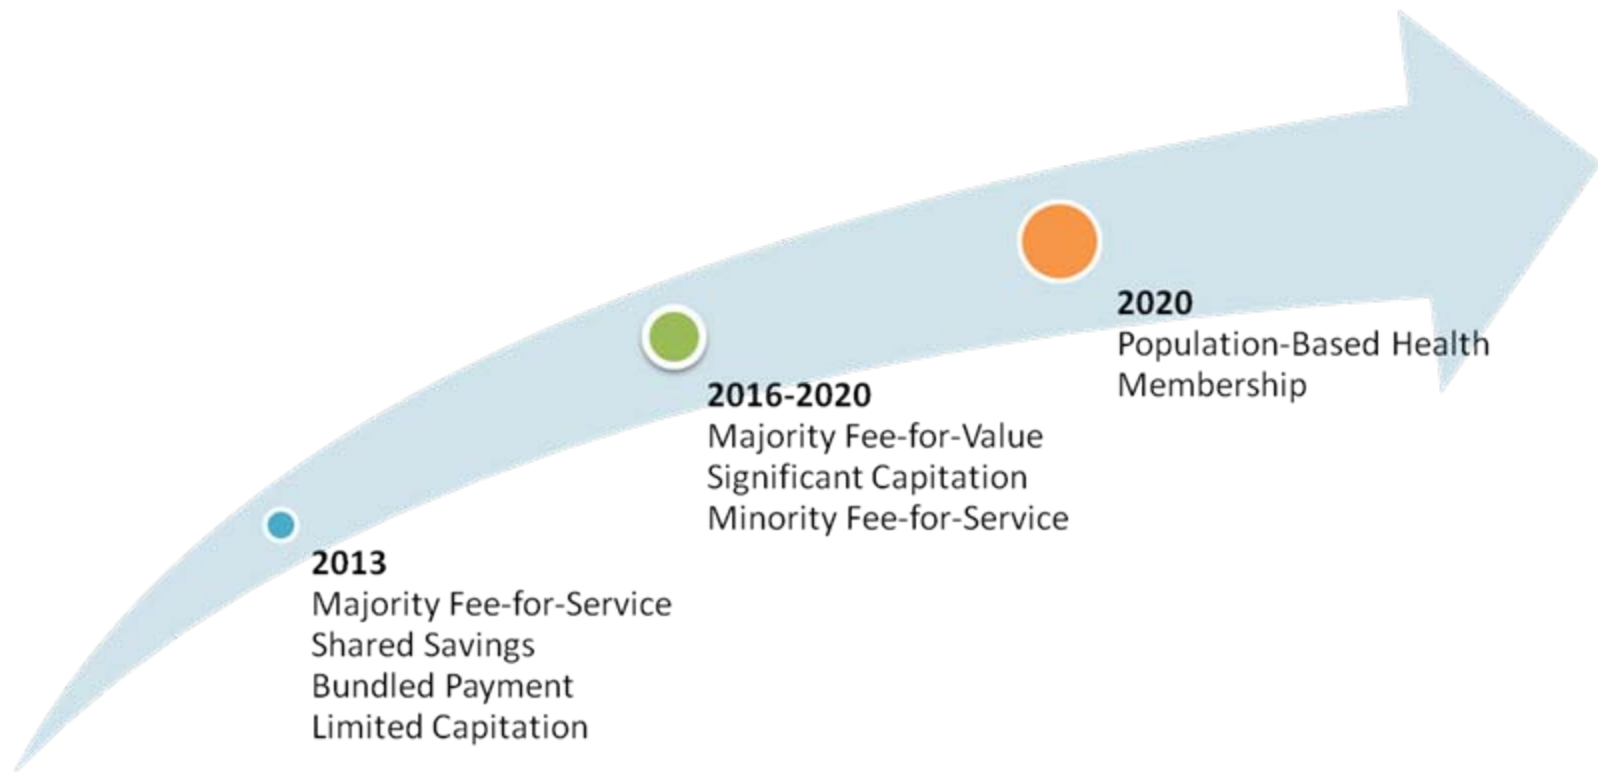 2013
Majority Fee-for-Service
Shared Savings
Bundled Payment
Limited Capitation
2016-2020
Majority Fee-for-Value
Significant Capitation
Minority Fee-for-Service
2020
Population-Based Health
Membership